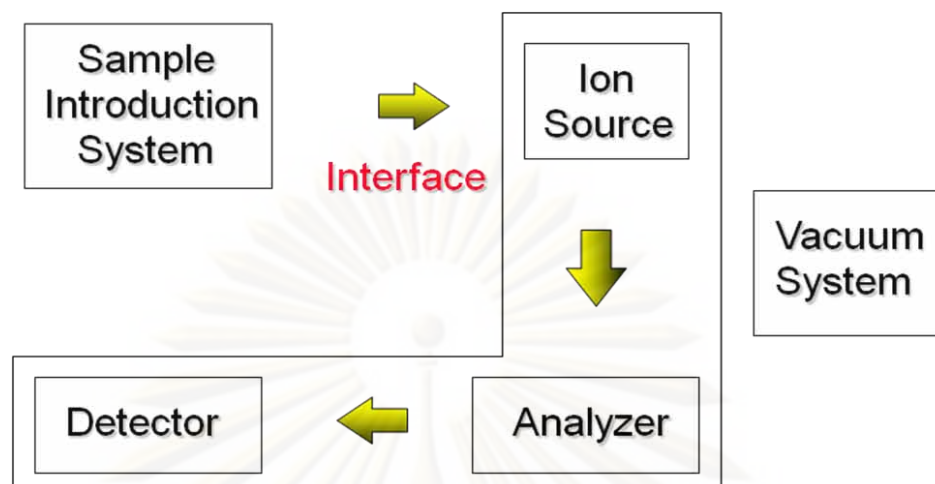 Sample
Introduction
System
Interface
Ion
Source
Vacuum
System
Detector
Analyzer